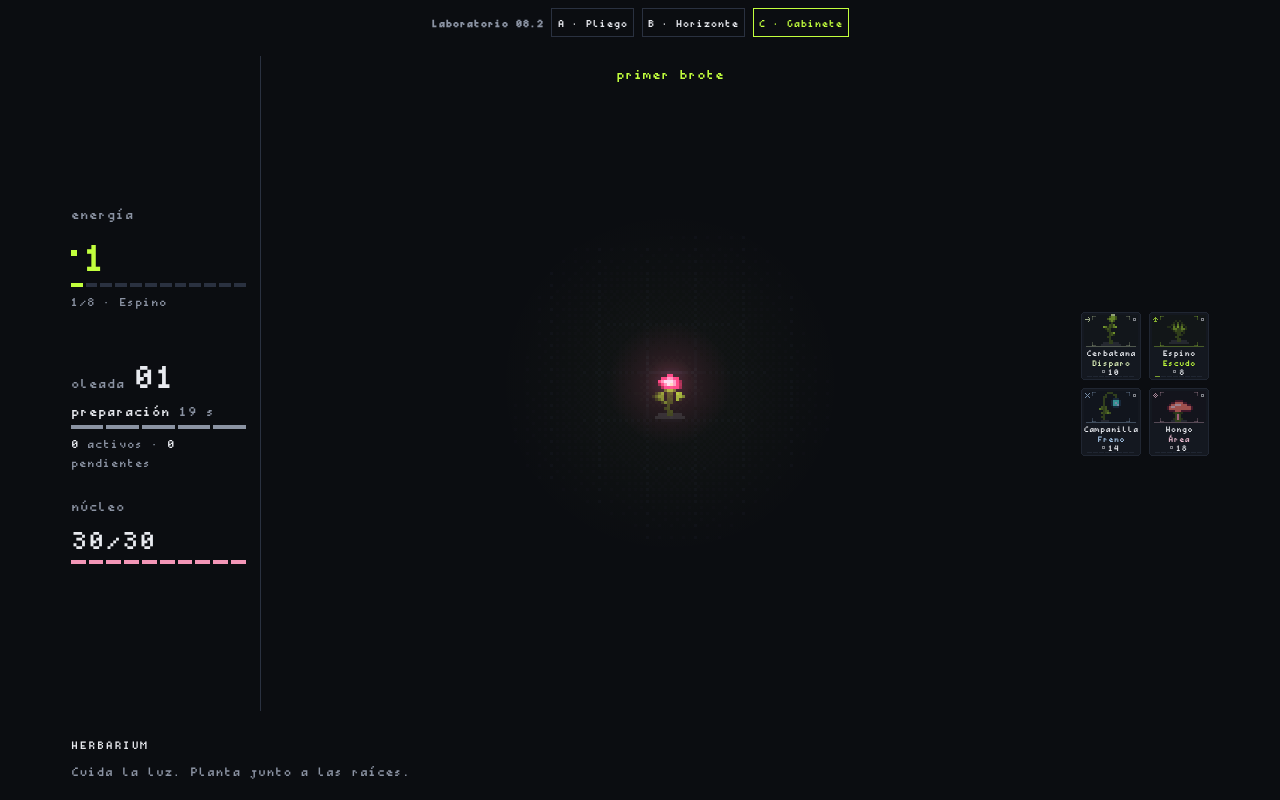 Laboratorio 08.2 A · Pliego B · Horizonte C · Gabinete
primer brote
energía
1
1/8 · Espino
oleada 01
preparación 19 s
0 activos · 0
pendientes
núcleo
30/30
Cerbatana
Disparo
10
Espino
Escudo
8
Campanilla
Freno
14
Hongo
Área
18
HERBARIUM
Cuida la luz. Planta junto a las raíces.